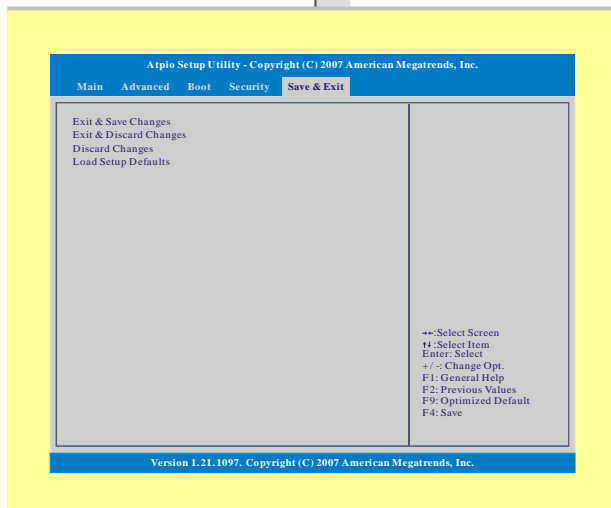 Atpio Setup Utility - Copyright (C) 2007 American Megatrends, Inc.
Main Advanced Boot Security Save & Exit
Exit & Save Changes
Exit & Discard Changes
Discard Changes
Load Setup Defaults
→←:Select Screen
↑↓:Select Item
Enter: Select
+/-: Change Opt.
F1: General Help
F2: Previous Values
F9: Optimized Default
F4: Save
Version 1.21.1097. Copyright (C) 2007 American Megatrends, Inc.